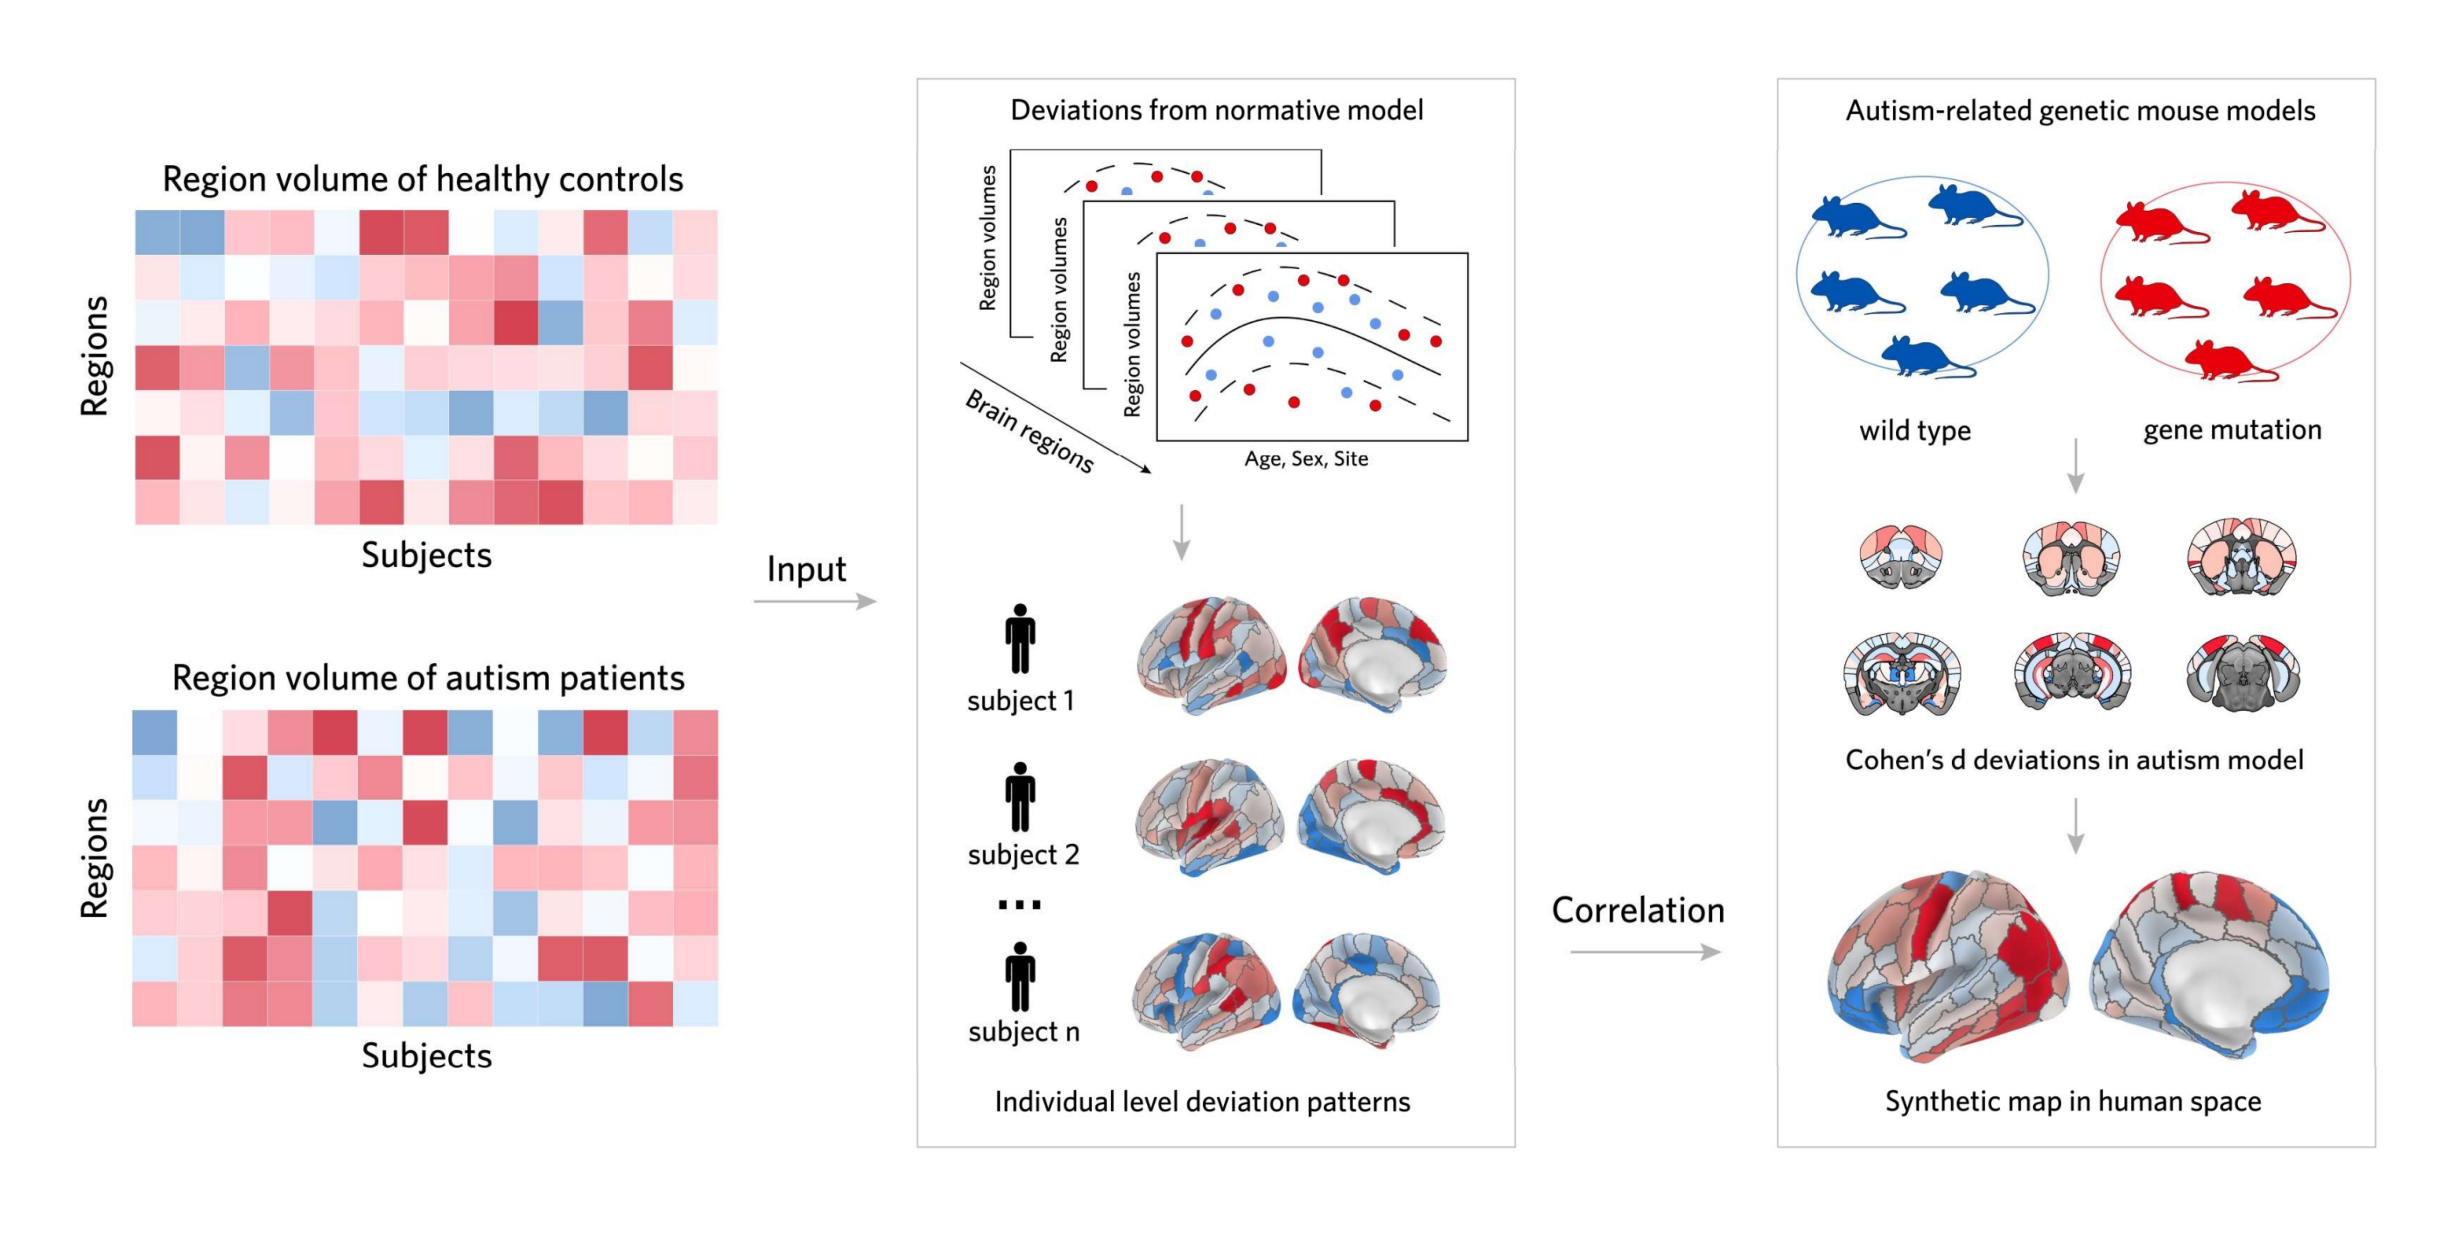 Region volume of healthy controls
Regions
Subjects
Region volume of autism patients
Regions
Subjects
Input
Deviations from normative model
Region volumes
Region volumes
Region volumes
Brain regions
Age, Sex, Site
subject 1
subject 2
...
subject n
Individual level deviation patterns
Correlation
Autism-related genetic mouse models
wild type
gene mutation
Cohen's d deviations in autism model
Synthetic map in human space